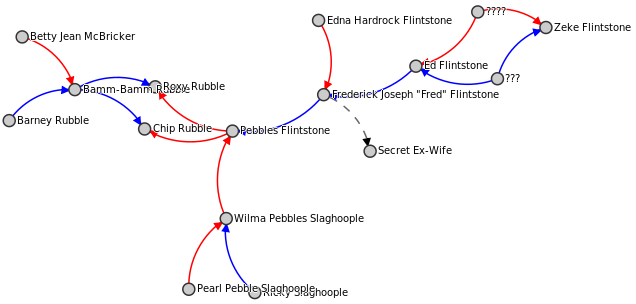 ????
Edna Hardrock Flintstone
Zeke Flintstone
Betty Jean McBricker
Ed Flintstone
???
Roxy Rubble
Bamm-Bamm Rubble
Frederick Joseph "Fred" Flintstone
Barney Rubble
Chip Rubble
Pebbles Flintstone
Secret Ex-Wife
Wilma Pebbles Slaghoople
Pearl Pebble Slaghoople
Ricky Slaghoople